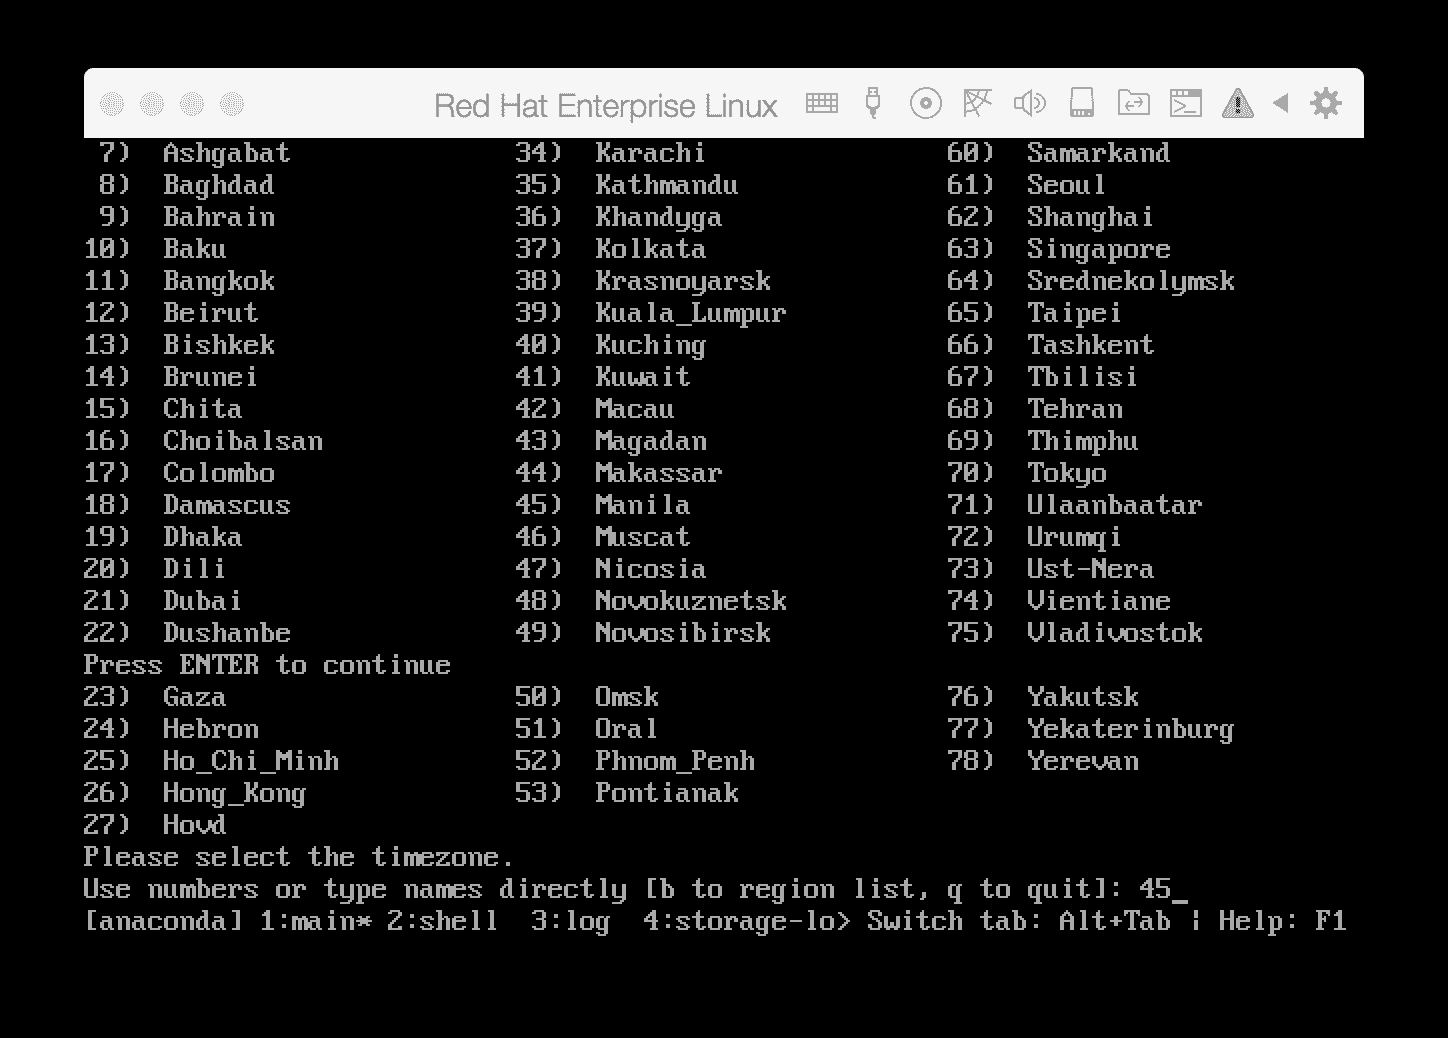 Red Hat Enterprise Linux
7) Ashgabat 34) Karachi 60) Samarkand
8) Baghdad 35) Kathmandu 61) Seoul
9) Bahrain 36) Khandyga 62) Shanghai
10) Baku 37) Kolkata 63) Singapore
11) Bangkok 38) Krasnoyarsk 64) Srednekolymsk
12) Beirut 39) Kuala_Lumpur 65) Taipei
13) Bishkek 40) Kuching 66) Tashkent
14) Brunei 41) Kuwait 67) Tbilisi
15) Chita 42) Macau 68) Tehran
16) Choibalsan 43) Magadan 69) Thimphu
17) Colombo 44) Makassar 70) Tokyo
18) Damascus 45) Manila 71) Ulaanbaatar
19) Dhaka 46) Muscat 72) Urumqi
20) Dili 47) Nicosia 73) Ust-Nera
21) Dubai 48) Novokuznetsk 74) Vientiane
22) Dushanbe 49) Novosibirsk 75) Vladivostok
Press ENTER to continue
23) Gaza 50) Omsk 76) Yakutsk
24) Hebron 51) Oral 77) Yekaterinburg
25) Ho_Chi_Minh 52) Phnom_Penh 78) Yerevan
26) Hong_Kong 53) Pontianak
27) Hovd
Please select the timezone.
Use numbers or type names directly [b to region list, q to quit]: 45_
[anaconda] 1:main* 2:shell 3:log 4:storage-lo> Switch tab: Alt+Tab | Help: F1